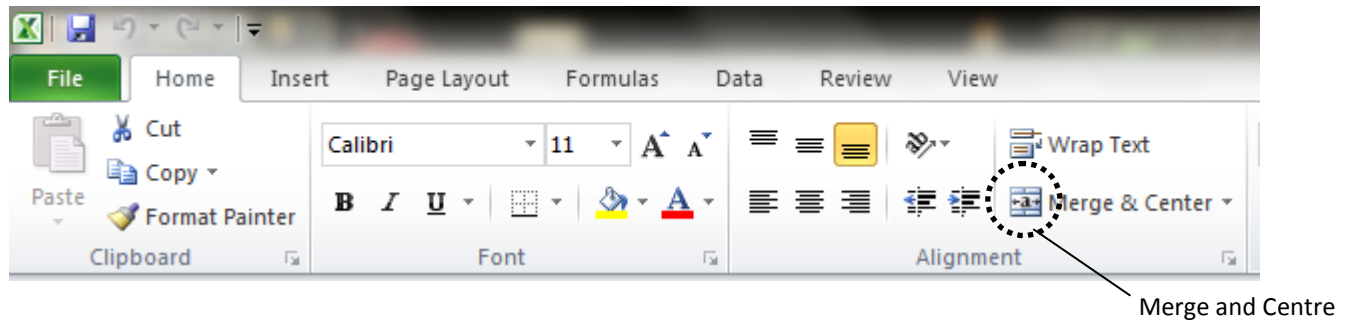 File Home Insert Page Layout Formulas Data Review View
Cut
Copy
Paste
Format Painter
Clipboard
Calibri 11 A A
B I U A
Font
Wrap Text
a Merge & Center
Alignment
Merge and Centre